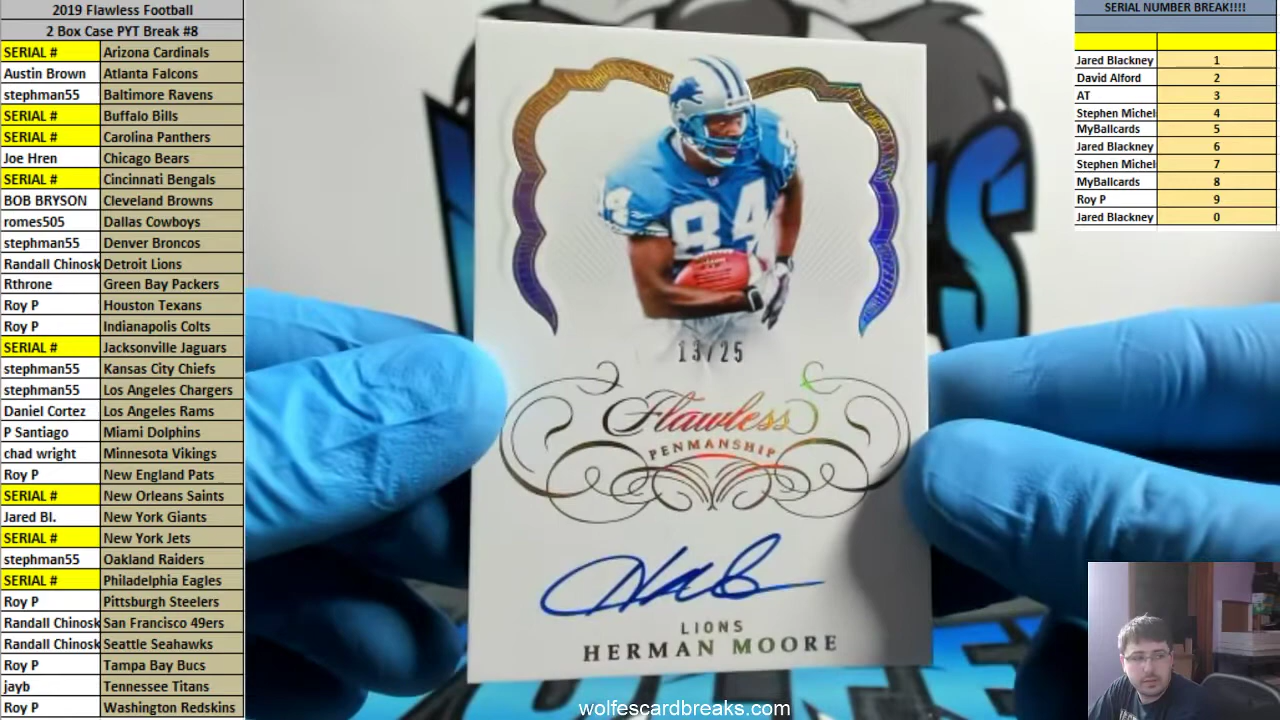 2019 Flawless Football
2 Box Case PYT Break #8
SERIAL # Arizona Cardinals
Austin Brown Atlanta Falcons
stephman55 Baltimore Ravens
SERIAL # Buffalo Bills
SERIAL # Carolina Panthers
Joe Hren Chicago Bears
SERIAL # Cincinnati Bengals
BOB BRYSON Cleveland Browns
romes505 Dallas Cowboys
stephman55 Denver Broncos
Randall Chinosk Detroit Lions
Rthrone Green Bay Packers
Roy P Houston Texans
Roy P Indianapolis Colts
SERIAL # Jacksonville Jaguars
stephman55 Kansas City Chiefs
stephman55 Los Angeles Chargers
Daniel Cortez Los Angeles Rams
P Santiago Miami Dolphins
chad wright Minnesota Vikings
Roy P New England Pats
SERIAL # New Orleans Saints
Jared Bl. New York Giants
SERIAL # New York Jets
stephman55 Oakland Raiders
SERIAL # Philadelphia Eagles
Roy P Pittsburgh Steelers
Randall Chinosk San Francisco 49ers
Randall Chinosk Seattle Seahawks
Roy P Tampa Bay Bucs
jayb Tennessee Titans
Roy P Washington Redskins
84
84
13/25
Flawless
PENMANSHIP
LIONS
HERMAN MOORE
wolfescardbreaks.com
SERIAL NUMBER BREAK!!!!
Jared Blackney 1
David Alford 2
AT 3
Stephen Michel 4
MyBallcards 5
Jared Blackney 6
Stephen Michel 7
MyBallcards 8
Roy P 9
Jared Blackney 0